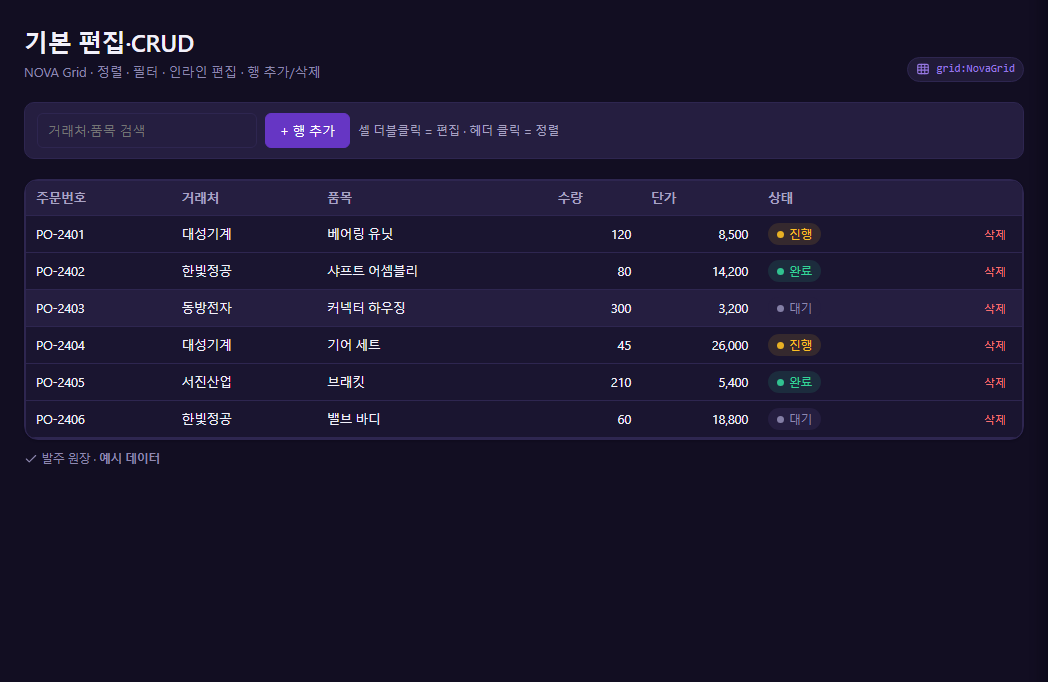 기본 편집·CRUD
NOVA Grid · 정렬 · 필터 · 인라인 편집 · 행 추가/삭제
grid:NovaGrid
거래처·품목 검색
+ 행 추가
셀 더블클릭 = 편집 · 헤더 클릭 = 정렬
주문번호 거래처 품목 수량 단가 상태
PO-2401 대성기계 베어링 유닛 120 8,500 진행 삭제
PO-2402 한빛정공 샤프트 어셈블리 80 14,200 완료 삭제
PO-2403 동방전자 커넥터 하우징 300 3,200 대기 삭제
PO-2404 대성기계 기어 세트 45 26,000 진행 삭제
PO-2405 서진산업 브래킷 210 5,400 완료 삭제
PO-2406 한빛정공 밸브 바디 60 18,800 대기 삭제
발주 원장 · 예시 데이터